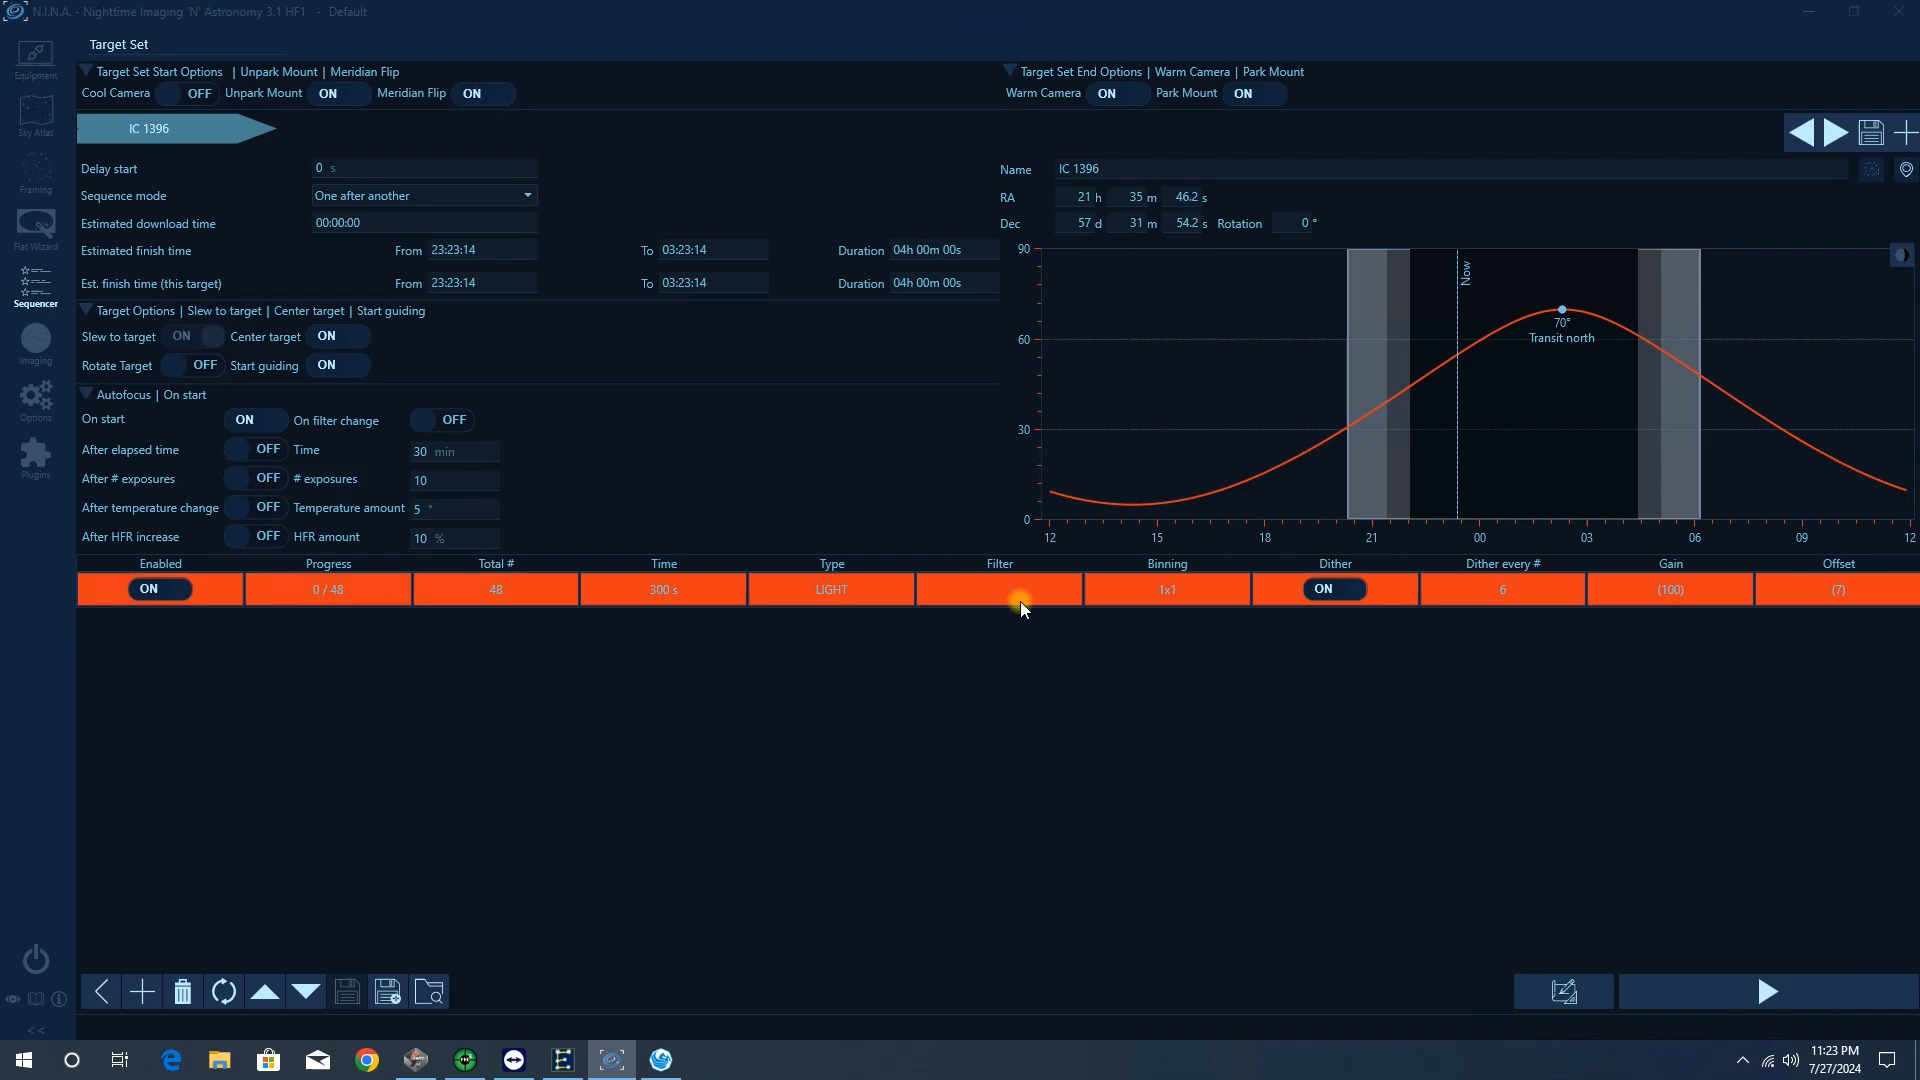 N.I.N.A. - Nighttime Imaging 'N' Astronomy 3.1 HF1 - Default
Equipment
Sky Atlas
Framing
Flat Wizard
Sequencer
Imaging
Options
Plugins
<<
Target Set
Target Set Start Options | Unpark Mount | Meridian Flip
Cool Camera OFF Unpark Mount ON Meridian Flip ON
Target Set End Options | Warm Camera | Park Mount
Warm Camera ON Park Mount ON
IC 1396
Delay start 0 s
Sequence mode One after another
Estimated download time 00:00:00
Estimated finish time From 23:23:14 To 03:23:14 Duration 04h 00m 00s
Est. finish time (this target) From 23:23:14 To 03:23:14 Duration 04h 00m 00s
Target Options | Slew to target | Center target | Start guiding
Slew to target ON Center target ON
Rotate Target OFF Start guiding ON
Autofocus | On start
On start ON On filter change OFF
After elapsed time OFF Time 30 min
After # exposures OFF # exposures 10
After temperature change OFF Temperature amount 5 °
After HFR increase OFF HFR amount 10 %
Name IC 1396
RA 21 h 35 m 46.2 s
Dec 57 d 31 m 54.2 s Rotation 0 °
90
60
30
0
Now
70°
Transit north
12 15 18 21 00 03 06 09 12
Enabled Progress Total # Time Type Filter Binning Dither Dither every # Gain Offset
ON 0 / 48 48 300 s LIGHT 1x1 ON 6 (100) (7)
11:23 PM
7/27/2024